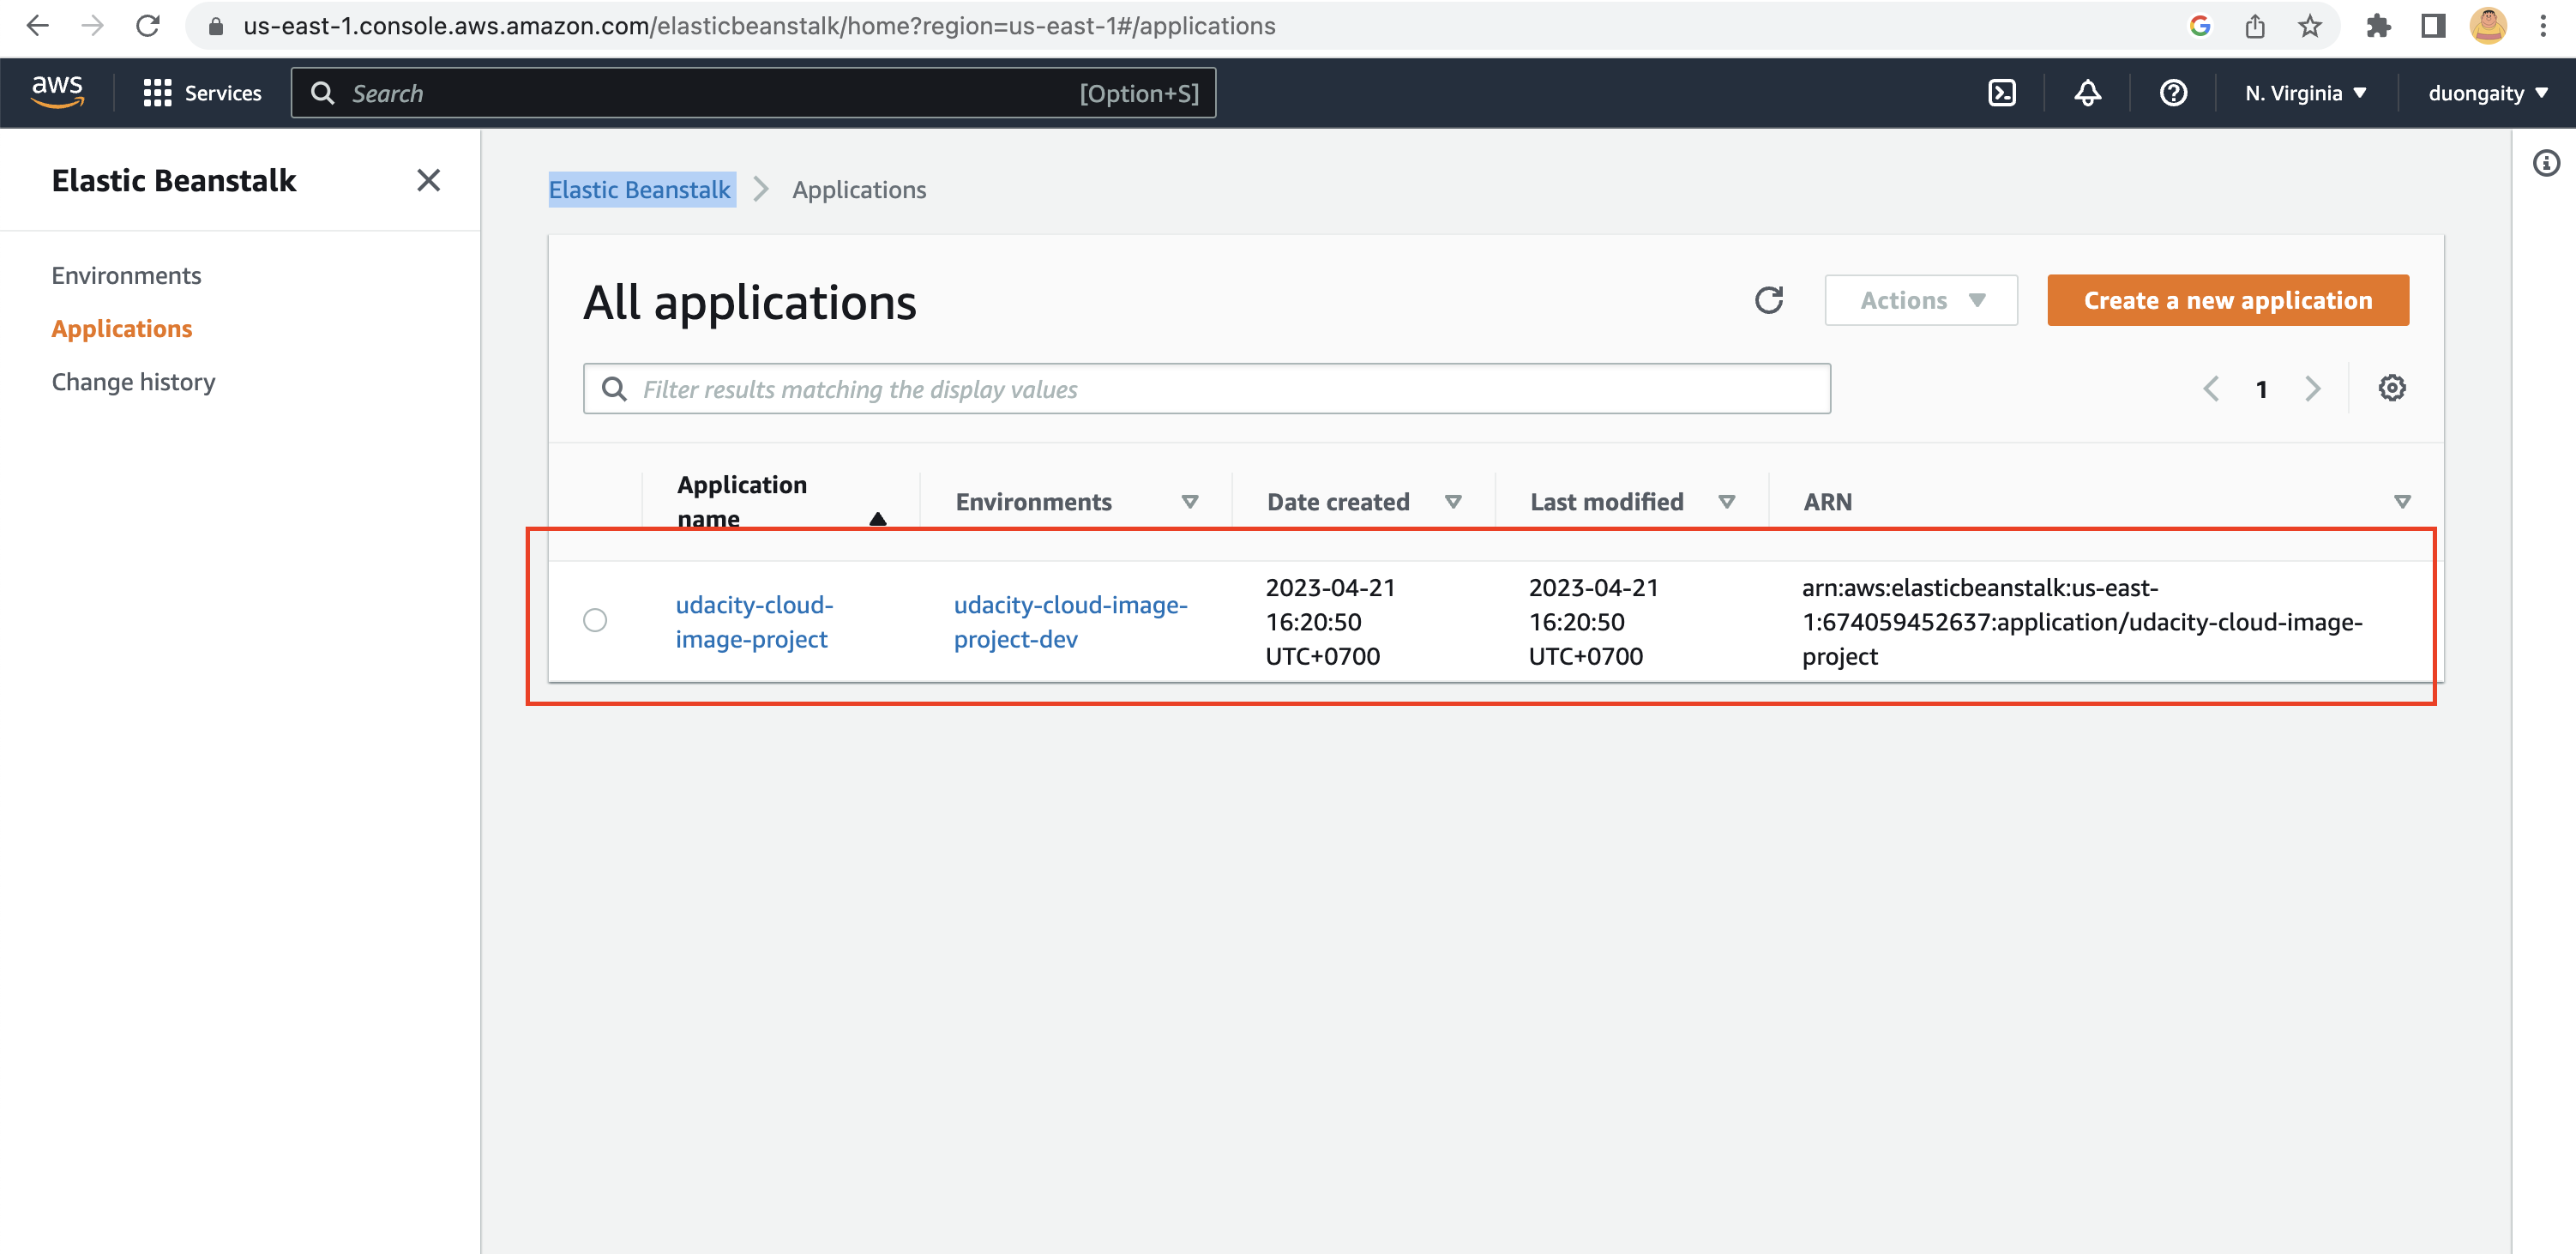 us-east-1.console.aws.amazon.com/elasticbeanstalk/home?region=us-east-1#/applications
aws
Services
Search
[Option+S]
N. Virginia
duongaity
Elastic Beanstalk
Environments
Applications
Change history
Elastic Beanstalk
Applications
All applications
Actions
Create a new application
Filter results matching the display values
1
Application
name
Environments
Date created
Last modified
ARN
udacity-cloud-
image-project
udacity-cloud-image-
project-dev
2023-04-21
16:20:50
UTC+0700
2023-04-21
16:20:50
UTC+0700
arn:aws:elasticbeanstalk:us-east-
1:674059452637:application/udacity-cloud-image-
project